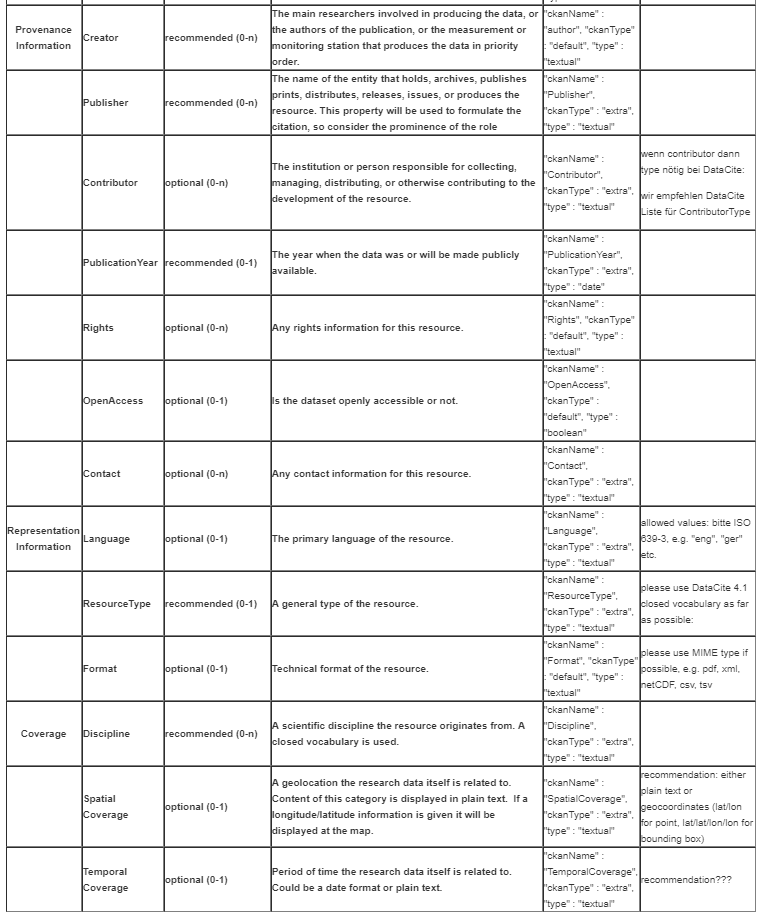 Provenance
Information
Creator
recommended (0-n)
The main researchers involved in producing the data, or
the authors of the publication, or the measurement or
monitoring station that produces the data in priority
order.
"ckanName" :
"author", "ckanType"
: "default", "type" :
"textual"
Publisher
recommended (0-n)
The name of the entity that holds, archives, publishes
prints, distributes, releases, issues, or produces the
resource. This property will be used to formulate the
citation, so consider the prominence of the role
"ckanName" :
"Publisher",
"ckanType" : "extra",
"type" : "textual"
Contributor
optional (0-n)
The institution or person responsible for collecting,
managing, distributing, or otherwise contributing to the
development of the resource.
"ckanName" :
"Contributor",
"ckanType" : "extra",
"type" : "textual"
wenn contributor dann
type nötig bei DataCite:
wir empfehlen DataCite
Liste für ContributorType
PublicationYear
recommended (0-1)
The year when the data was or will be made publicly
available.
"ckanName" :
"PublicationYear",
"ckanType" : "extra",
"type" : "date"
Rights
optional (0-n)
Any rights information for this resource.
"ckanName" :
"Rights", "ckanType"
: "default", "type" :
"textual"
OpenAccess
optional (0-1)
Is the dataset openly accessible or not.
"ckanName" :
"OpenAccess",
"ckanType" :
"default", "type" :
"boolean"
Contact
optional (0-n)
Any contact information for this resource.
"ckanName" :
"Contact",
"ckanType" : "extra",
"type" : "textual"
Representation
Information
Language
optional (0-1)
The primary language of the resource.
"ckanName" :
"Language",
"ckanType" : "extra",
"type" : "textual"
allowed values: bitte ISO
639-3, e.g. "eng", "ger"
etc.
ResourceType
recommended (0-1)
A general type of the resource.
"ckanName" :
"ResourceType",
"ckanType" : "extra",
"type" : "textual"
please use DataCite 4.1
closed vocabulary as far
as possible:
Format
optional (0-1)
Technical format of the resource.
"ckanName" :
"Format", "ckanType"
: "default", "type" :
"textual"
please use MIME type if
possible, e.g. pdf, xml,
netCDF, csv, tsv
Coverage
Discipline
recommended (0-n)
A scientific discipline the resource originates from. A
closed vocabulary is used.
"ckanName" :
"Discipline",
"ckanType" : "extra",
"type" : "textual"
Spatial
Coverage
optional (0-1)
A geolocation the research data itself is related to.
Content of this category is displayed in plain text. If a
longitude/latitude information is given it will be
displayed at the map.
"ckanName" :
"SpatialCoverage",
"ckanType" : "extra",
"type" : "textual"
recommendation: either
plain text or
geocoordinates (lat/lon
for point, lat/lat/lon/lon for
bounding box)
Temporal
Coverage
optional (0-1)
Period of time the research data itself is related to.
Could be a date format or plain text.
"ckanName" :
"TemporalCoverage",
"ckanType" : "extra",
"type" : "textual"
recommendation???